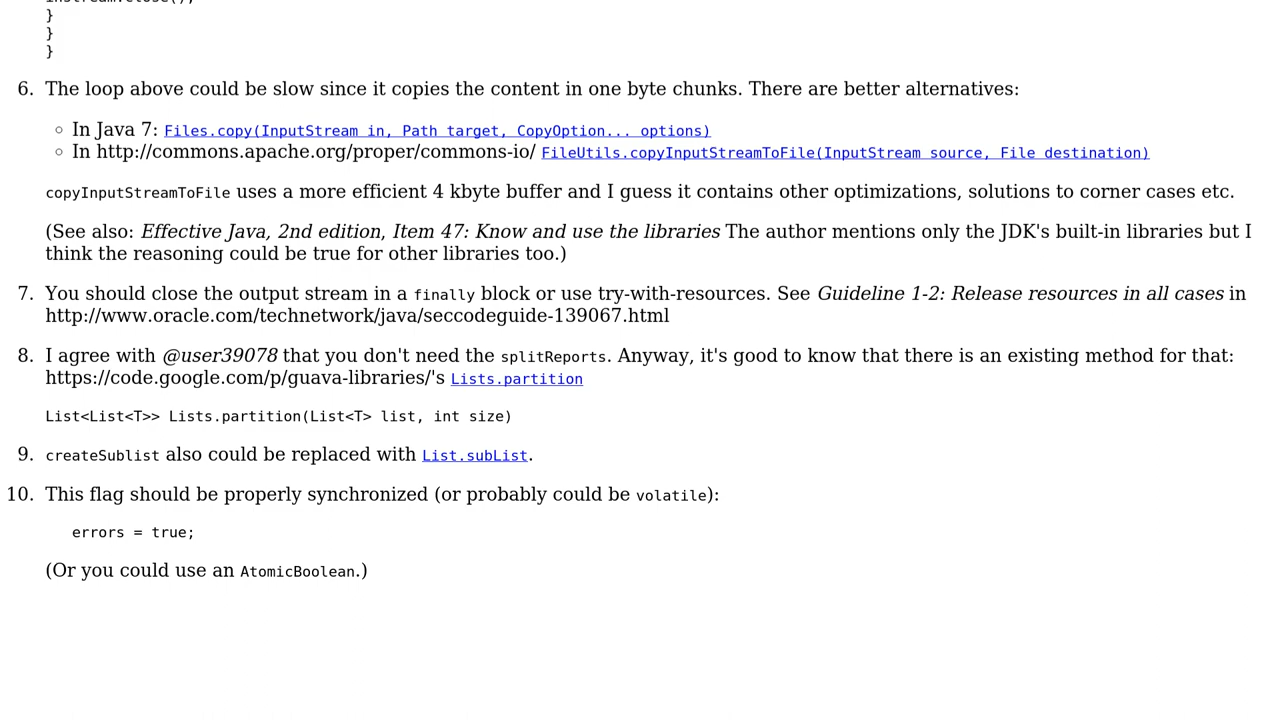 instream.close();
}
}
}
6. The loop above could be slow since it copies the content in one byte chunks. There are better alternatives:
◦ In Java 7: Files.copy(InputStream in, Path target, CopyOption... options)
◦ In http://commons.apache.org/proper/commons-io/ FileUtils.copyInputStreamToFile(InputStream source, File destination)
copyInputStreamToFile uses a more efficient 4 kbyte buffer and I guess it contains other optimizations, solutions to corner cases etc.
(See also: Effective Java, 2nd edition, Item 47: Know and use the libraries The author mentions only the JDK's built-in libraries but I
think the reasoning could be true for other libraries too.)
7. You should close the output stream in a finally block or use try-with-resources. See Guideline 1-2: Release resources in all cases in
http://www.oracle.com/technetwork/java/seccodeguide-139067.html
8. I agree with @user39078 that you don't need the splitReports. Anyway, it's good to know that there is an existing method for that:
https://code.google.com/p/guava-libraries/'s Lists.partition
List<List<T>> Lists.partition(List<T> list, int size)
9. createSublist also could be replaced with List.subList.
10. This flag should be properly synchronized (or probably could be volatile):
errors = true;
(Or you could use an AtomicBoolean.)